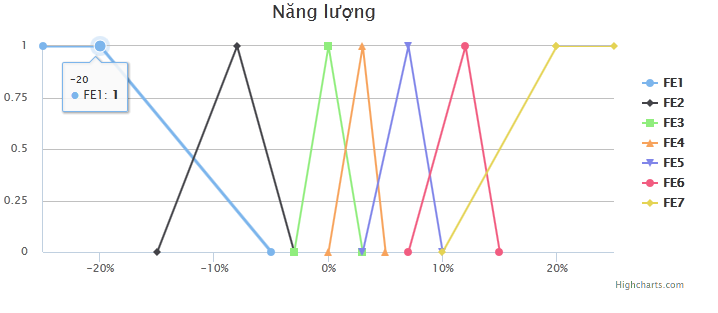 Năng lượng
1
0.75
0.5
0.25
0
-20
FE1: 1
-20%
-10%
0%
10%
20%
FE1
FE2
FE3
FE4
FE5
FE6
FE7
Highcharts.com